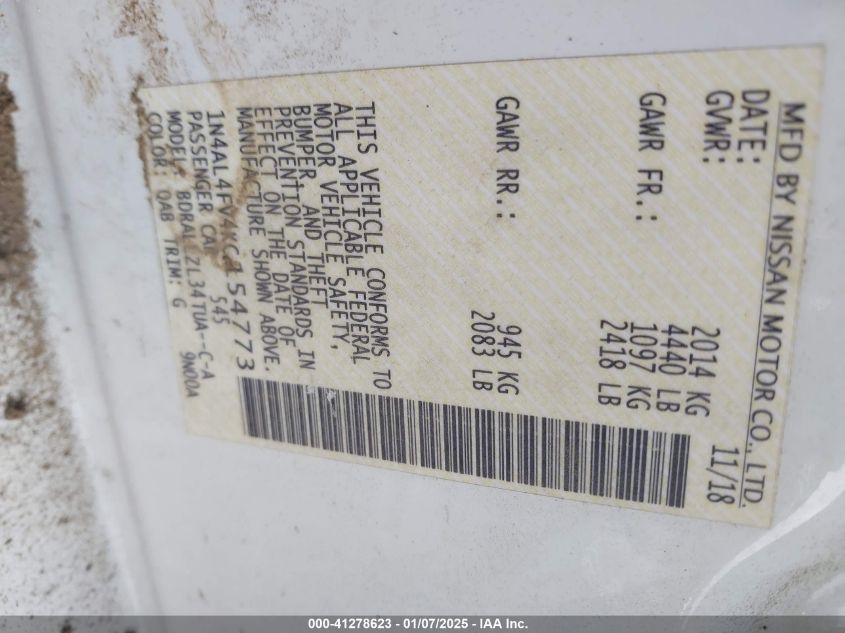 MFD BY NISSAN MOTOR CO., LTD.
DATE: 11/18
GVWR: 2014 KG
4440 LB
GAWR FR.: 1097 KG
2418 LB
GAWR RR.: 945 KG
2083 LB
THIS VEHICLE CONFORMS TO
ALL APPLICABLE FEDERAL
MOTOR VEHICLE SAFETY,
BUMPER, AND THEFT
PREVENTION STANDARDS IN
EFFECT ON THE DATE OF
MANUFACTURE SHOWN ABOVE.
1N4AL4FV4KC154773
PASSENGER CAR 545
MODEL: BDRALZL34TUA--C-A
COLOR: QAB TRIM: G 9N00A
000-41278623 - 01/07/2025 - IAA Inc.